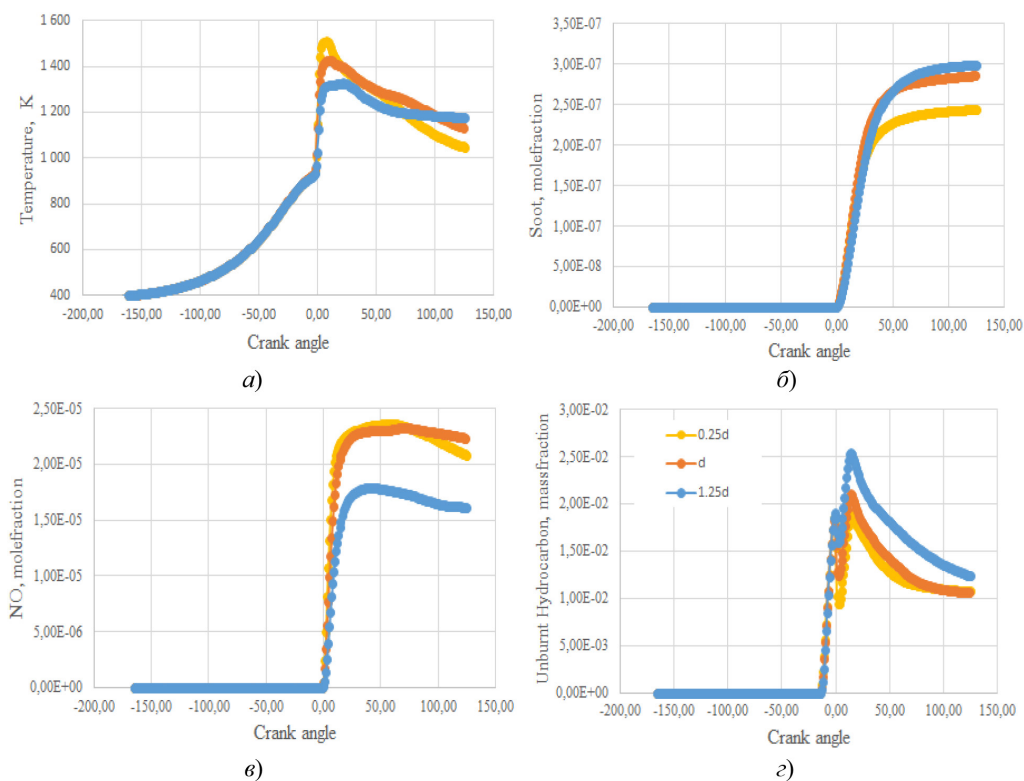 Temperature, K
1 600
1 400
1 200
1 000
800
600
400
-200,00 -150,00 -100,00 -50,00 0,00 50,00 100,00 150,00
Crank angle
а)
Soot, molefraction
3,50E-07
3,00E-07
2,50E-07
2,00E-07
1,50E-07
1,00E-07
5,00E-08
0,00E+00
-200,00 -150,00 -100,00 -50,00 0,00 50,00 100,00 150,00
Crank angle
б)
NO, molefraction
2,50E-05
2,00E-05
1,50E-05
1,00E-05
5,00E-06
0,00E+00
-200,00 -150,00 -100,00 -50,00 0,00 50,00 100,00 150,00
Crank angle
в)
Unburnt Hydrocarbon, massfraction
3,00E-02
2,50E-02
2,00E-02
1,50E-02
1,00E-02
5,00E-03
0,00E+00
0.25d
d
1.25d
-200,00 -150,00 -100,00 -50,00 0,00 50,00 100,00 150,00
Crank angle
г)